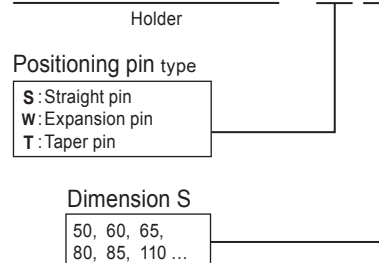 Holder
Positioning pin type
S : Straight pin
W : Expansion pin
T : Taper pin
Dimension S
50, 60, 65,
80, 85, 110 …